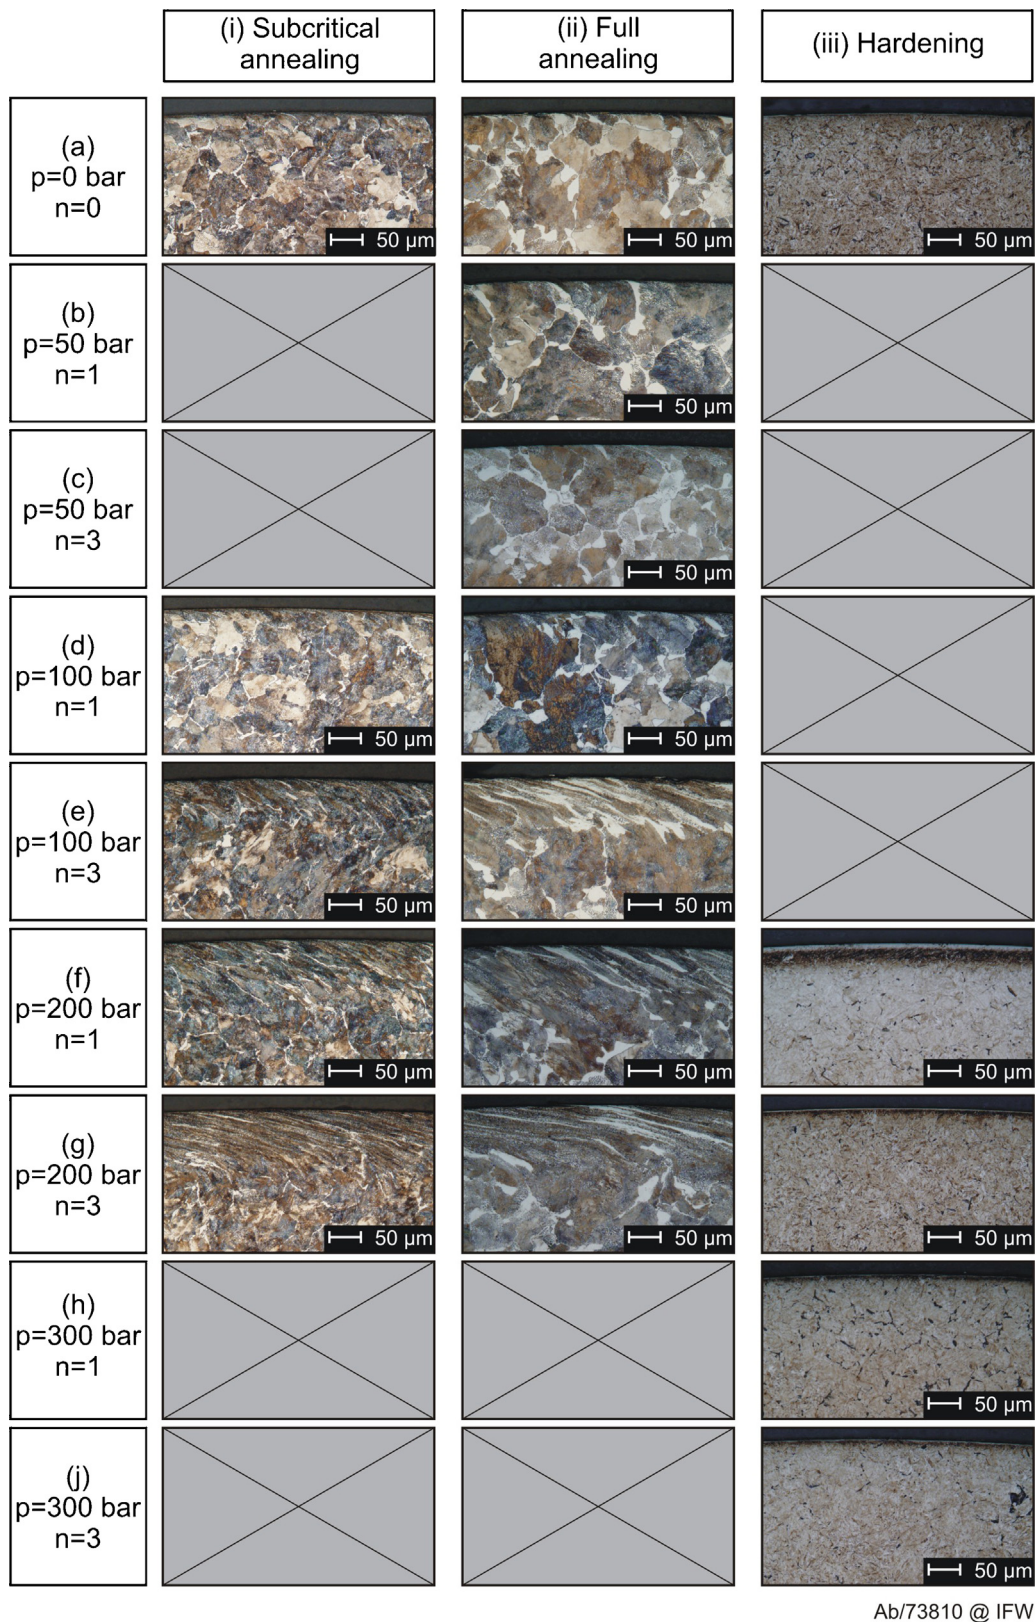 (i) Subcritical
annealing
(ii) Full
annealing
(iii) Hardening
(a)
p=0 bar
n=0
50 µm
50 µm
50 µm
(b)
p=50 bar
n=1
50 µm
(c)
p=50 bar
n=3
50 µm
(d)
p=100 bar
n=1
50 µm
50 µm
(e)
p=100 bar
n=3
50 µm
50 µm
(f)
p=200 bar
n=1
50 µm
50 µm
50 µm
(g)
p=200 bar
n=3
50 µm
50 µm
50 µm
(h)
p=300 bar
n=1
50 µm
(j)
p=300 bar
n=3
50 µm
Ab/73810 @ IFW